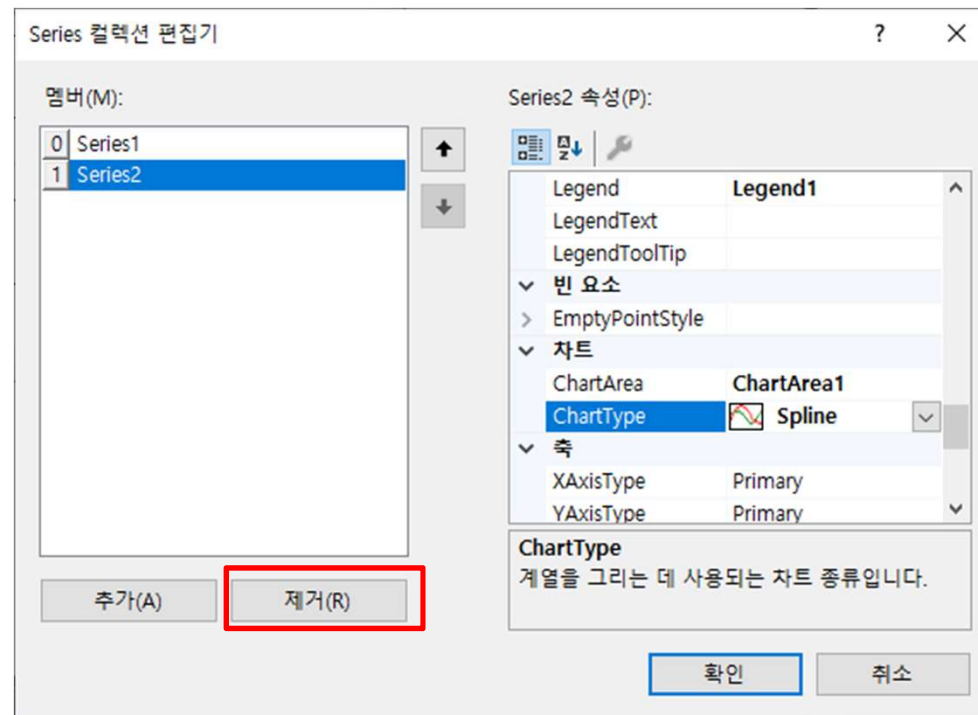 Series 컬렉션 편집기
멤버(M):
0 Series1
1 Series2
추가(A)
제거(R)
Series2 속성(P):
Legend Legend1
LegendText
LegendToolTip
빈 요소
EmptyPointStyle
차트
ChartArea ChartArea1
ChartType Spline
축
XAxisType Primary
YAxisType Primary
ChartType
계열을 그리는 데 사용되는 차트 종류입니다.
확인
취소